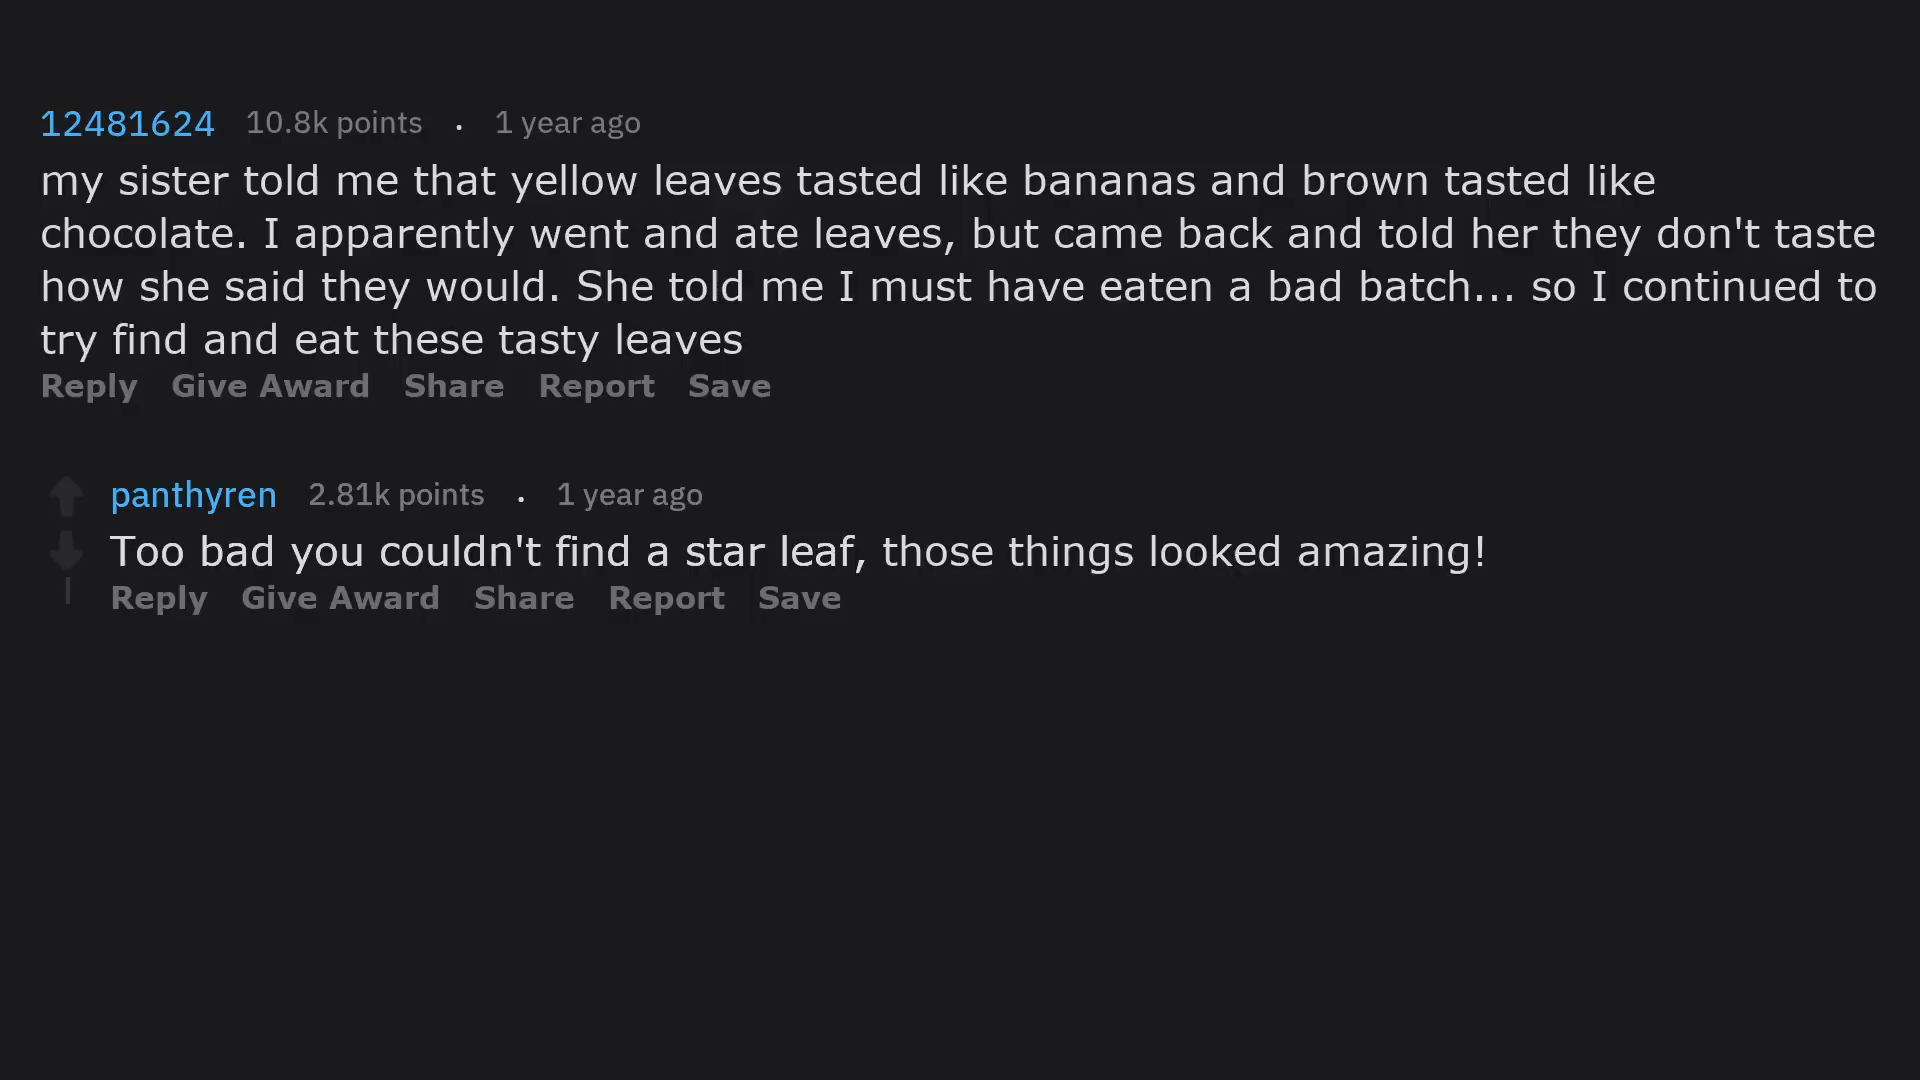 12481624 10.8k points . 1 year ago
my sister told me that yellow leaves tasted like bananas and brown tasted like
chocolate. I apparently went and ate leaves, but came back and told her they don't taste
how she said they would. She told me I must have eaten a bad batch... so I continued to
try find and eat these tasty leaves
Reply Give Award Share Report Save
panthyren 2.81k points . 1 year ago
Too bad you couldn't find a star leaf, those things looked amazing!
Reply Give Award Share Report Save